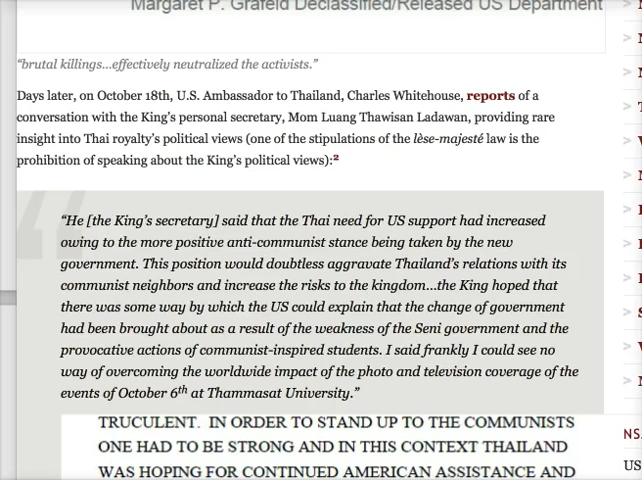 Margaret P. Grafeld Declassified/Released US Department
“brutal killings...effectively neutralized the activists.”
Days later, on October 18th, U.S. Ambassador to Thailand, Charles Whitehouse, reports of a
conversation with the King’s personal secretary, Mom Luang Thawisan Ladawan, providing rare
insight into Thai royalty’s political views (one of the stipulations of the lèse-majesté law is the
prohibition of speaking about the King’s political views):2
“He [the King’s secretary] said that the Thai need for US support had increased
owing to the more positive anti-communist stance being taken by the new
government. This position would doubtless aggravate Thailand’s relations with its
communist neighbors and increase the risks to the kingdom...the King hoped that
there was some way by which the US could explain that the change of government
had been brought about as a result of the weakness of the Seni government and the
provocative actions of communist-inspired students. I said frankly I could see no
way of overcoming the worldwide impact of the photo and television coverage of the
events of October 6th at Thammasat University.”
TRUCULENT. IN ORDER TO STAND UP TO THE COMMUNISTS
ONE HAD TO BE STRONG AND IN THIS CONTEXT THAILAND
WAS HOPING FOR CONTINUED AMERICAN ASSISTANCE AND
NS
US